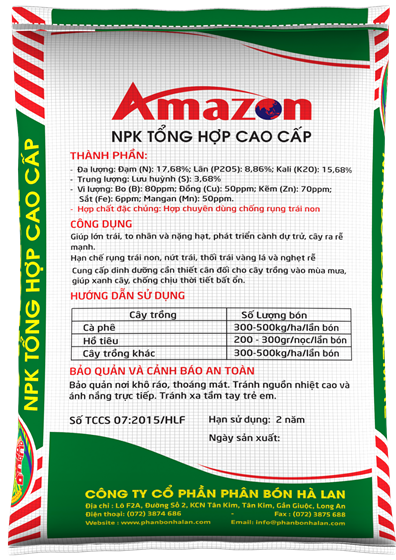 Amazon
NPK TỔNG HỢP CAO CẤP
THÀNH PHẦN:
- Đa lượng: Đạm (N): 17,68%; Lân (P2O5): 8,86%; Kali (K2O): 15,68%
- Trung lượng: Lưu huỳnh (S): 3,68%
- Vi lượng: Bo (B): 80ppm; Đồng (Cu): 50ppm; Kẽm (Zn): 70ppm;
Sắt (Fe): 6ppm; Mangan (Mn): 50ppm.
- Hợp chất đặc chủng: Hợp chuyên dùng chống rụng trái non
CÔNG DỤNG
Giúp lớn trái, to nhân và nặng hạt, phát triển cành dự trử, cây ra rễ
mạnh.
Hạn chế rụng trái non, nứt trái, thối trái vàng lá và nghẹt rễ
Cung cấp dinh dưỡng cần thiết cân đối cho cây trồng vào mùa mưa,
giúp xanh cây, chống chịu thời tiết bất ổn.
HƯỚNG DẪN SỬ DỤNG
Cây trồng Số Lượng bón
Cà phê 300-500kg/ha/lần bón
Hồ tiêu 200 - 300gr/nọc/lần bón
Cây trồng khác 300-500kg/ha/lần bón
BẢO QUẢN VÀ CẢNH BÁO AN TOÀN
Bảo quản nơi khô ráo, thoáng mát. Tránh nguồn nhiệt cao và
ánh nắng trực tiếp. Tránh xa tầm tay trẻ em.
Số TCCS 07:2015/HLF Hạn sử dụng: 2 năm
Ngày sản xuất:
CÔNG TY CỔ PHẦN PHÂN BÓN HÀ LAN
Địa chỉ : Lô F2A, Đường Số 2, KCN Tân Kim, Tân Kim, Cần Giuộc, Long An
Điện thoại: (072) 3874 686 - Fax : (072) 3875 688
Website : www.phanbonhalan.com - Email: info@phanbonhalan.com
NPK TỔNG HỢP CAO CẤP